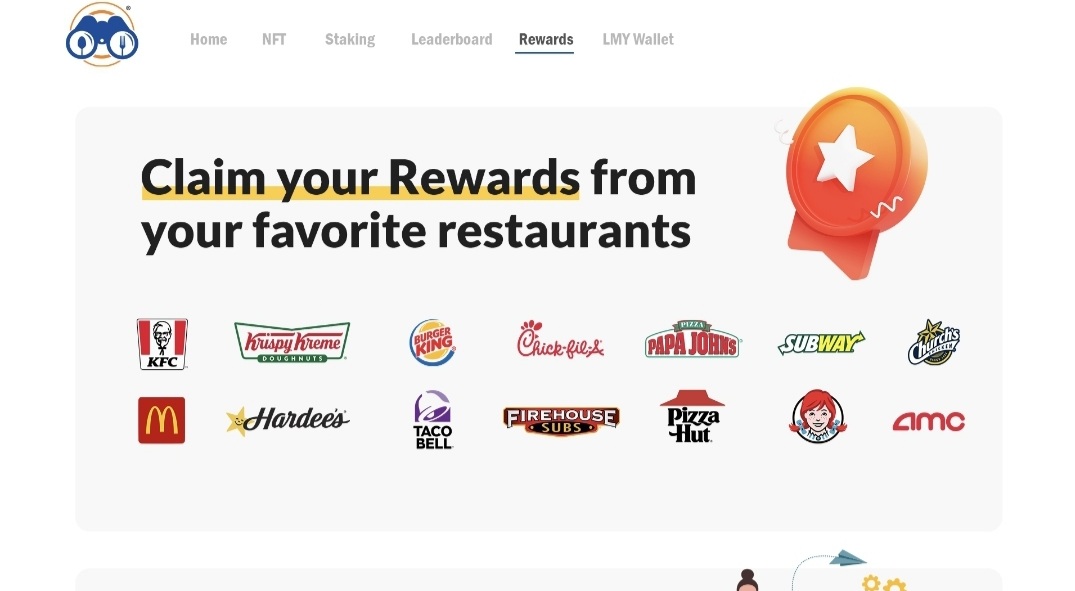 Home NFT Staking Leaderboard Rewards LMY Wallet
Claim your Rewards from
your favorite restaurants
KFC Krispy Kreme DOUGHNUTS BURGER KING Chick-fil-A PIZZA PAPA JOHNS SUBWAY Church's CHICKEN
Hardee's TACO BELL FIREHOUSE SUBS Pizza Hut Wendy's amc